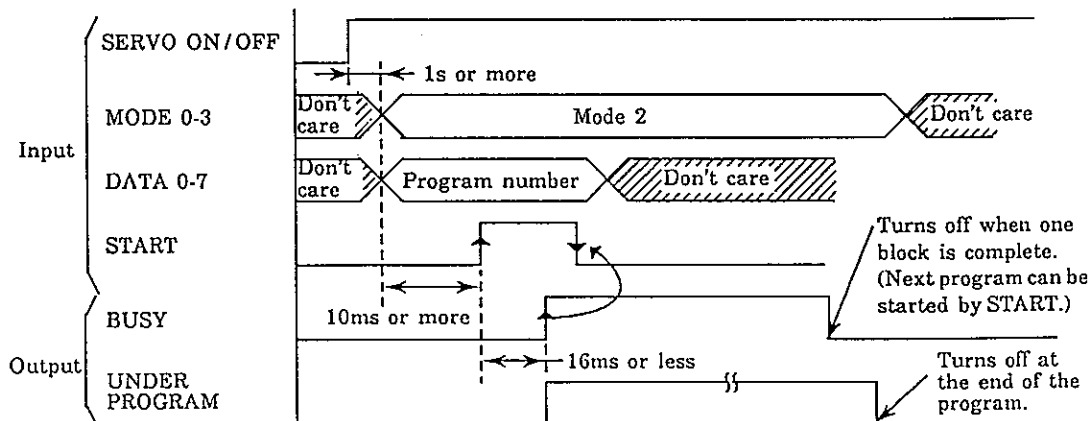 SERVO ON/OFF
1s or more
Input
MODE 0-3
Don't
care
Mode 2
Don't care
DATA 0-7
Don't
care
Program number
Don't care
START
Turns off when one
block is complete.
(Next program can be
started by START.)
10ms or more
BUSY
16ms or less
Output
UNDER
PROGRAM
Turns off at
the end of the
program.